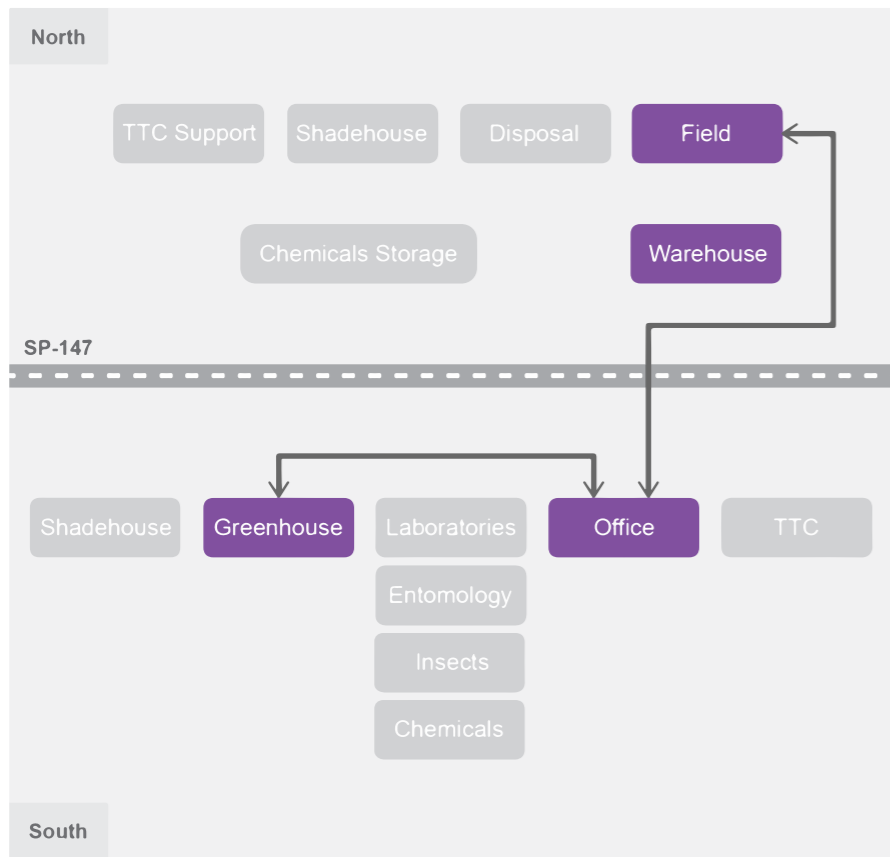 North
TTC Support
Shadehouse
Disposal
Field
Chemicals Storage
Warehouse
SP-147
Shadehouse
Greenhouse
Laboratories
Office
TTC
Entomology
Insects
Chemicals
South